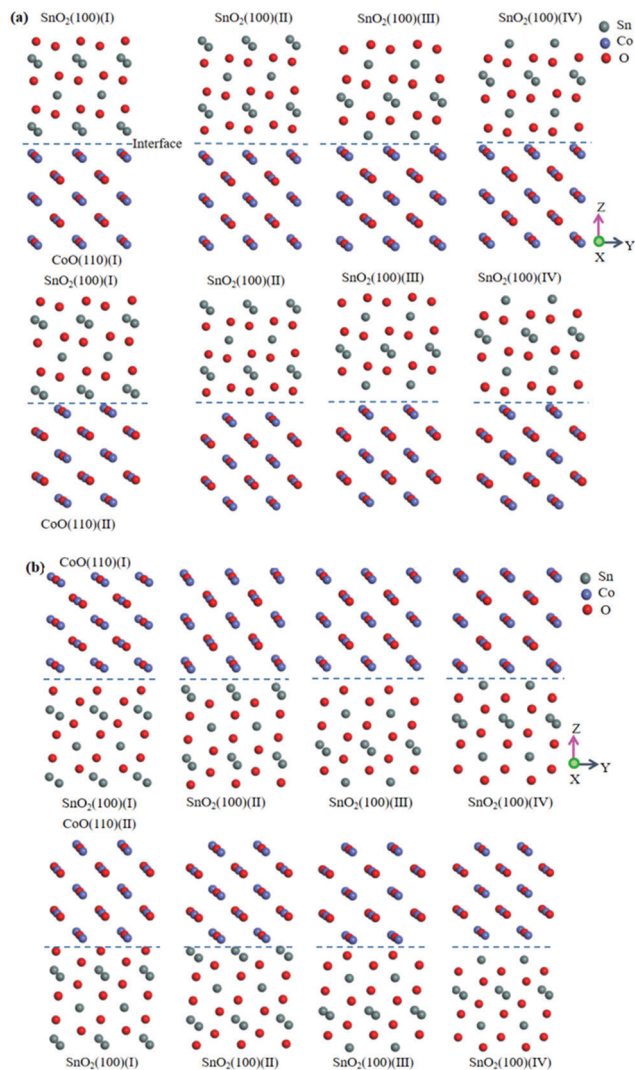 (a) SnO2(100)(I) SnO2(100)(II) SnO2(100)(III) SnO2(100)(IV)
Sn
Co
O
Interface
Z
Y
X
CoO(110)(I)
SnO2(100)(I) SnO2(100)(II) SnO2(100)(III) SnO2(100)(IV)
CoO(110)(II)
(b) CoO(110)(I)
Sn
Co
O
Z
Y
X
SnO2(100)(I) SnO2(100)(II) SnO2(100)(III) SnO2(100)(IV)
CoO(110)(II)
SnO2(100)(I) SnO2(100)(II) SnO2(100)(III) SnO2(100)(IV)